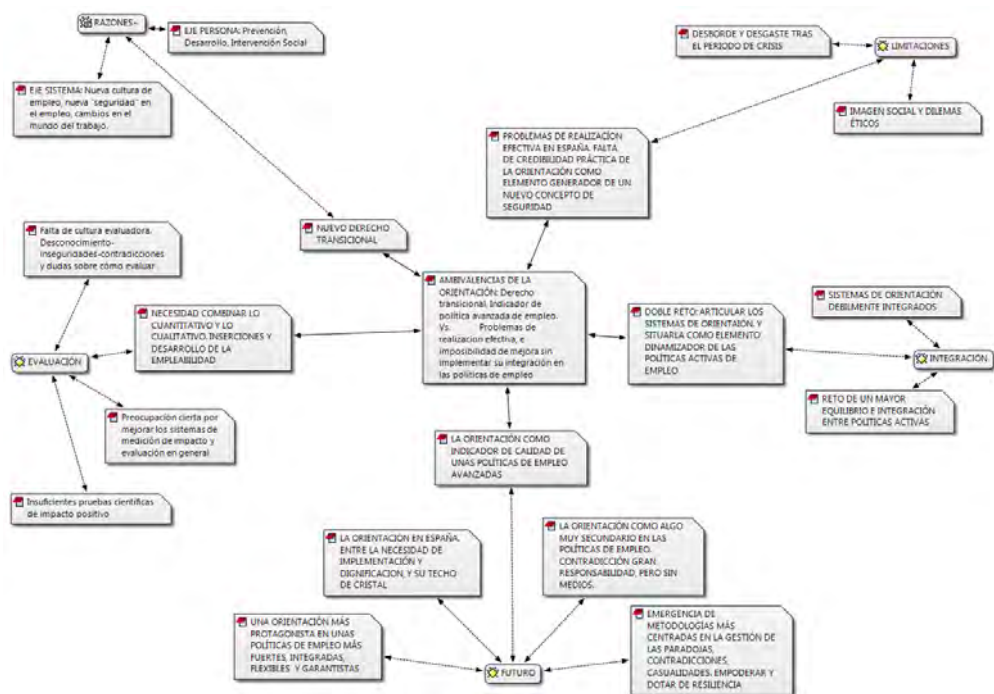 RAZONES~
EJE PERSONA: Prevención,
Desarrollo, Intervención Social
EJE SISTEMA: Nueva cultura de
empleo, nueva "seguridad" en
el empleo, cambios en el
mundo del trabajo.
DESBORDE Y DESGASTE TRAS
EL PERIODO DE CRISIS
LIMITACIONES
IMAGEN SOCIAL Y DILEMAS
ÉTICOS
PROBLEMAS DE REALIZACÍON
EFECTIVA EN ESPAÑA. FALTA
DE CREDIBILIDAD PRÁCTICA DE
LA ORIENTACIÓN COMO
ELEMENTO GENERADOR DE UN
NUEVO CONCEPTO DE
SEGURIDAD
NUEVO DERECHO
TRANSICIONAL
Falta de cultura evaluadora.
Desconocimiento-
inseguridades-contradicciones
y dudas sobre cómo evaluar
NECESIDAD COMBINAR LO
CUANTITATIVO Y LO
CUALITATIVO. INSERCIONES Y
DESARROLLO DE LA
EMPLEABILIDAD
EVALUACIÓN
Preocupación cierta por
mejorar los sistemas de
medición de impacto y
evaluación en general
Insuficientes pruebas científicas
de impacto positivo
AMBIVALENCIAS DE LA
ORIENTACIÓN: Derecho
transicional. Indicador de
política avanzada de empleo.
Vs. Problemas de
realización efectiva, e
imposibilidad de mejora sin
implementar su integración en
las políticas de empleo
DOBLE RETO: ARTICULAR LOS
SISTEMAS DE ORIENTAIÓN, Y
SITUARLA COMO ELEMENTO
DINAMIZADOR DE LAS
POLÍTICAS ACTIVAS DE
EMPLEO
SISTEMAS DE ORIENTACIÓN
DEBILMENTE INTEGRADOS
INTEGRACIÓN
RETO DE UN MAYOR
EQUILIBRIO E INTEGRACIÓN
ENTRE POLITICAS ACTIVAS
LA ORIENTACIÓN COMO
INDICADOR DE CALIDAD DE
UNAS POLÍTICAS DE EMPLEO
AVANZADAS
LA ORIENTACIÓN EN ESPAÑA.
ENTRE LA NECESIDAD DE
IMPLEMENTACIÓN Y
DIGNIFICACION, Y SU TECHO DE
CRISTAL
LA ORIENTACIÓN COMO ALGO
MUY SECUNDARIO EN LAS
POLÍTICAS DE EMPLEO.
CONTRADICCIÓN GRAN
RESPONSABILIDAD, PERO SIN
MEDIOS.
UNA ORIENTACIÓN MÁS
PROTAGONISTA EN UNAS
POLÍTICAS DE EMPLEO MÁS
FUERTES, INTEGRADAS,
FLEXIBLES Y GARANTISTAS
FUTURO
EMERGENCIA DE
METODOLOGÍAS MÁS
CENTRADAS EN LA GESTIÓN DE
LAS PARADOJAS,
CONTRADICCIONES,
CASUALIDADES. EMPODERAR Y
DOTAR DE RESILIENCIA